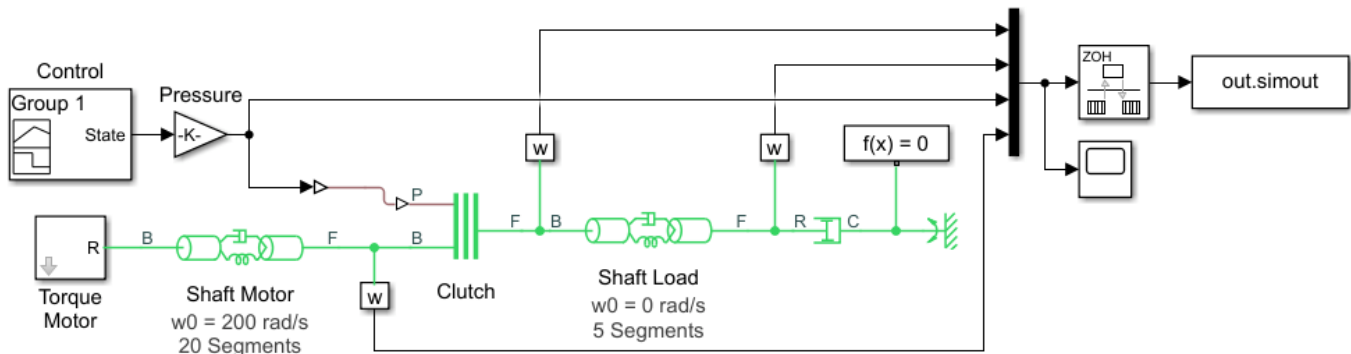 Control
Group 1
State
Pressure
-K-
ZOH
out.simout
w
w
f(x) = 0
P
R
B
F
B
F
B
F
R
C
Torque
Motor
Shaft Motor
w0 = 200 rad/s
20 Segments
w
Clutch
Shaft Load
w0 = 0 rad/s
5 Segments